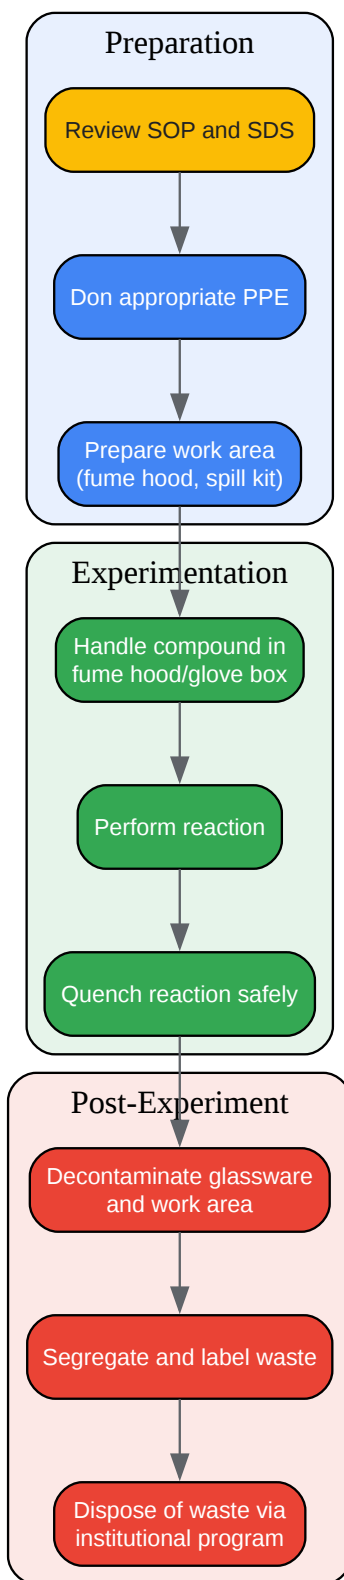 Preparation
Review SOP and SDS
Don appropriate PPE
Prepare work area
(fume hood, spill kit)
Experimentation
Handle compound in
fume hood/glove box
Perform reaction
Quench reaction safely
Post-Experiment
Decontaminate glassware
and work area
Segregate and label waste
Dispose of waste via
institutional program